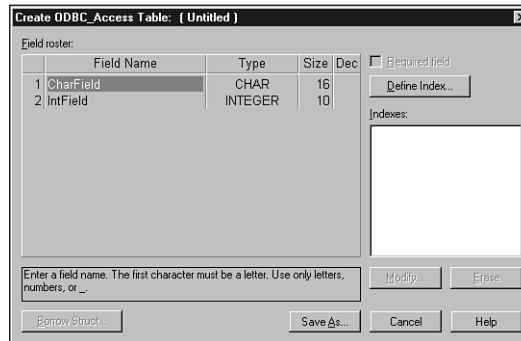 Create ODBC_Access Table: ( Untitled )
Field roster:
Field Name Type Size Dec
1 CharField CHAR 16
2 IntField INTEGER 10
Required field
Define Index...
Indexes:
Enter a field name. The first character must be a letter. Use only letters,
numbers, or _.
Modify... Erase
Borrow Struct... Save As... Cancel Help